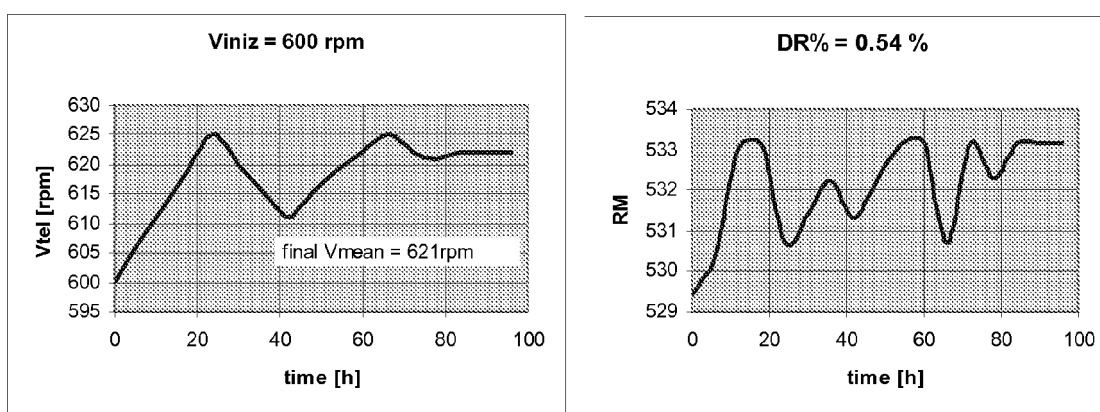 Viniz = 600 rpm
Vtel [rpm]
630
625
620
615
610
605
600
595
final Vmean = 621rpm
0 20 40 60 80 100
time [h]
DR% = 0.54 %
RM
534
533
532
531
530
529
0 20 40 60 80 100
time [h]